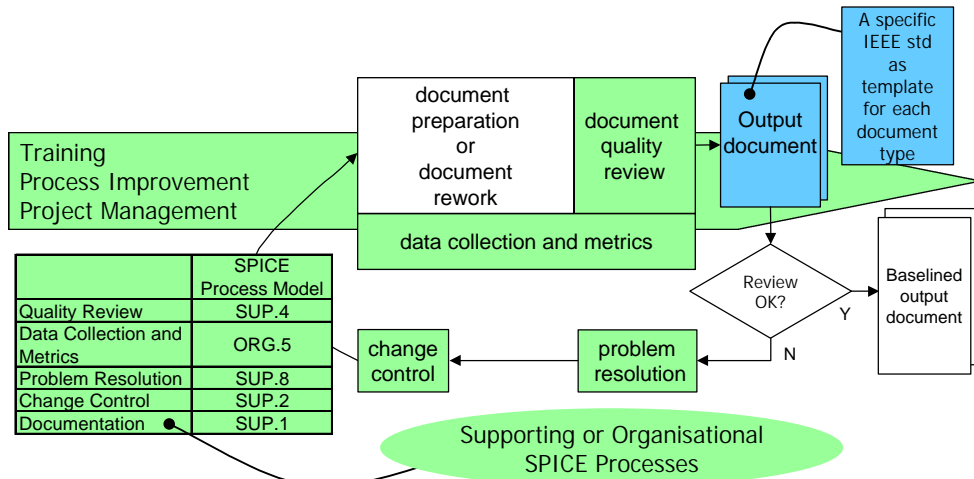 A specific
IEEE std
as
template
for each
document
type
document
preparation
or
document
rework
document
quality
review
Output
document
Training
Process Improvement
Project Management
data collection and metrics
SPICE
Process Model
Quality Review SUP.4
Data Collection and
Metrics ORG.5
Problem Resolution SUP.8
Change Control SUP.2
Documentation SUP.1
change
control
problem
resolution
Review
OK?
Y
N
Baselined
output
document
Supporting or Organisational
SPICE Processes